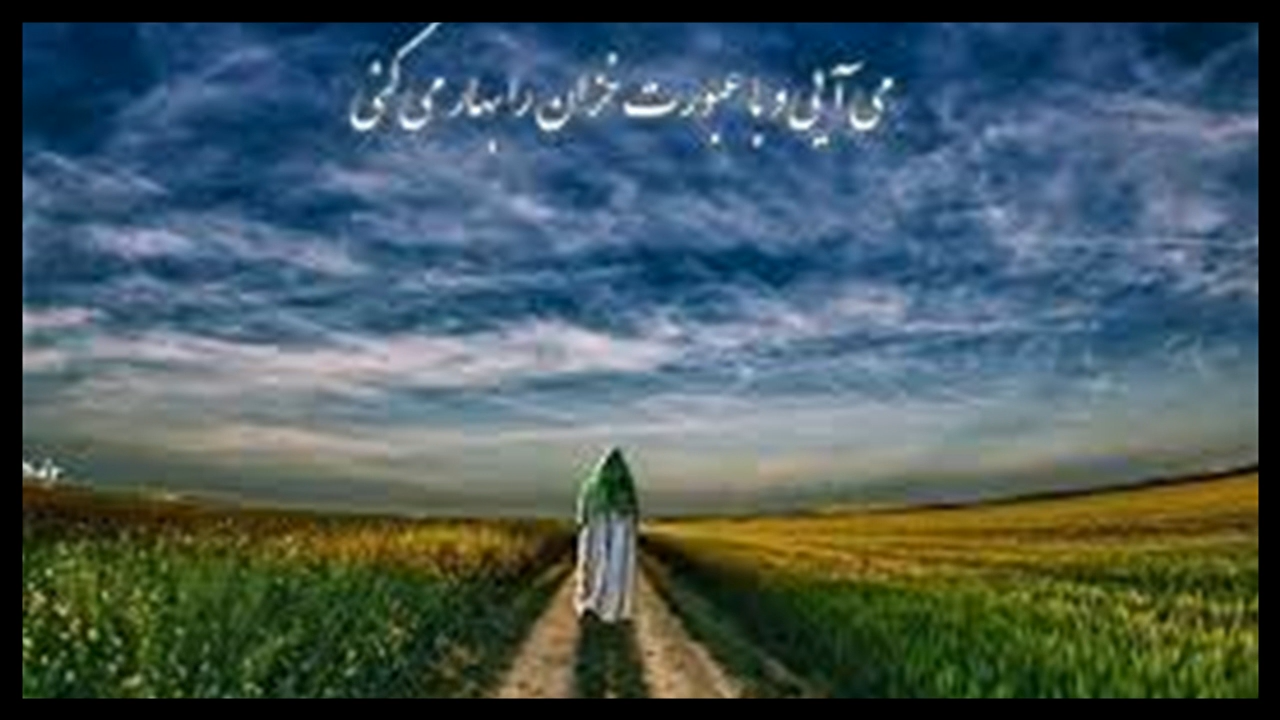 می آیی و با عبورت خزان را بهار می کنی